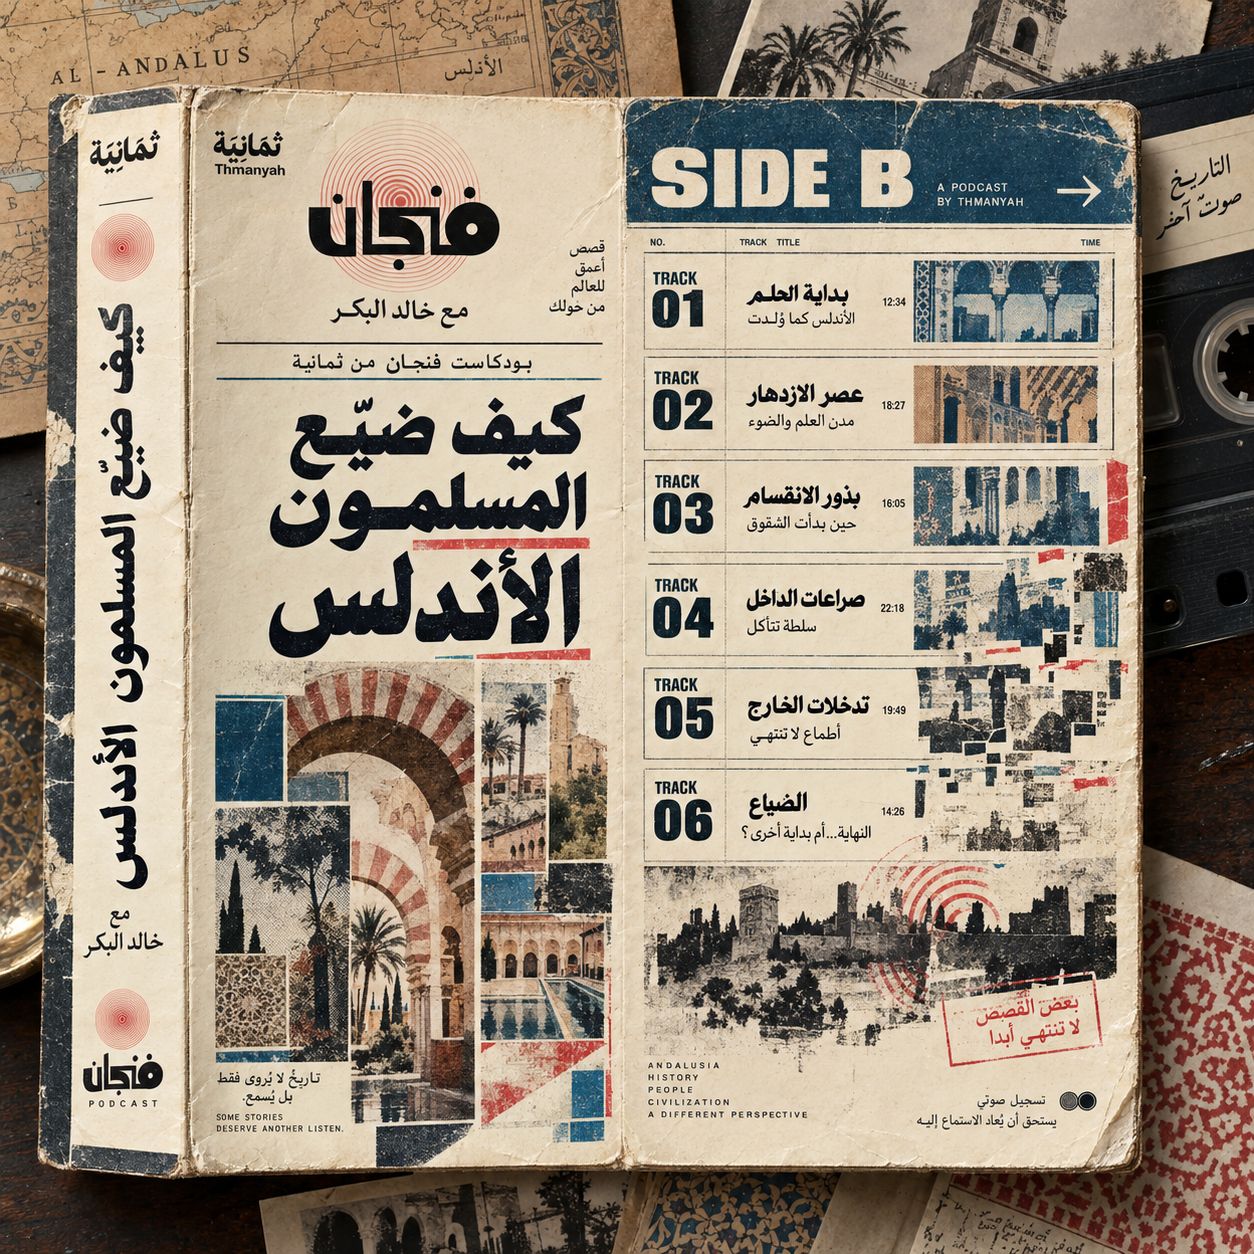 AL-ANDALUS
الأندلس
ثمَانِيَة
كيف ضيّع المسلمون الأندلس
مع
خالد البكر
فنجان
PODCAST
ثمَانِيَة
Thmanyah
فنجان
مع خالد البكر
قصص
أعمق
للعالم
من حولك
بودكاست فنجان من ثمانية
كيف ضيّع
المسلمون
الأندلس
تاريخٌ لا يُروى فقط
بل يُسمع.
SOME STORIES
DESERVE ANOTHER LISTEN.
SIDE B
A PODCAST
BY THMANYAH
NO. TRACK TITLE TIME
TRACK
01
بداية الحلم
الأندلس كما وُلدت
12:34
TRACK
02
عصر الازدهار
مدن العلم والضوء
18:27
TRACK
03
بذور الانقسام
حين بدأت الشقوق
16:05
TRACK
04
صراعات الداخل
سلطة تتأكل
22:18
TRACK
05
تدخلات الخارج
أطماع لا تنتهي
19:49
TRACK
06
الضياع
النهاية...أم بداية أخرى؟
14:26
بعض القصص
لا تنتهي أبدا
ANDALUSIA
HISTORY
PEOPLE
CIVILIZATION
A DIFFERENT PERSPECTIVE
تسجيل صوتي
يستحق أن يُعاد الاستماع إليه
التاريخ
صوت آخر